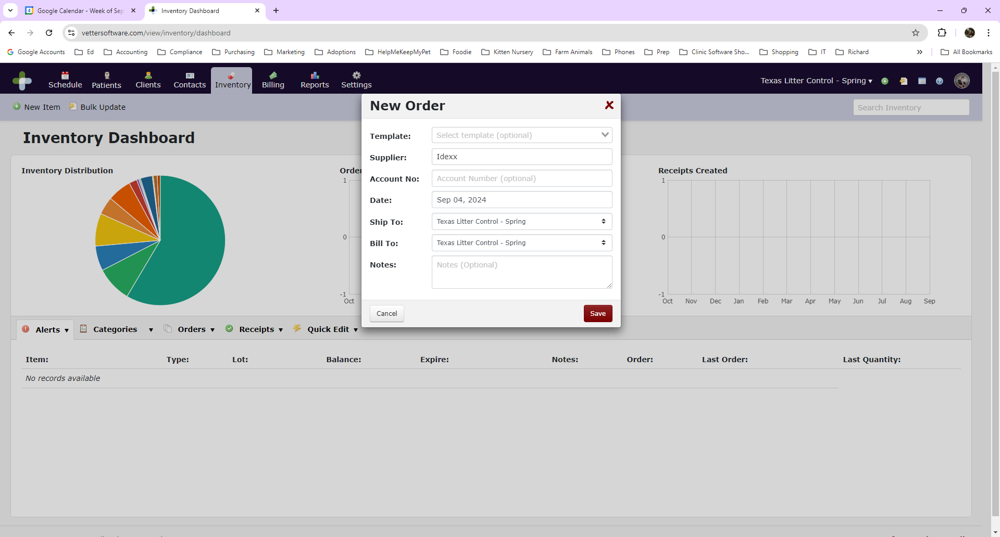 Google Calendar - Week of Sep
Inventory Dashboard
vettersoftware.com/view/inventory/dashboard
Google Accounts
Ed
Accounting
Compliance
Purchasing
Marketing
Adoptions
HelpMeKeepMyPet
Foodie
Kitten Nursery
Farm Animals
Phones
Prep
Clinic Software Sho...
Shopping
IT
Richard
All Bookmarks
Schedule
Patients
Clients
Contacts
Inventory
Billing
Reports
Settings
Texas Litter Control - Spring
New Item
Bulk Update
Search Inventory
Inventory Dashboard
Inventory Distribution
Order
1
0
-1
Oct
Receipts Created
1
0
-1
Oct Nov Dec Jan Feb Mar Apr May Jun Jul Aug Sep
New Order
Template: Select template (optional)
Supplier: Idexx
Account No: Account Number (optional)
Date: Sep 04, 2024
Ship To: Texas Litter Control - Spring
Bill To: Texas Litter Control - Spring
Notes: Notes (Optional)
Cancel
Save
Alerts
Categories
Orders
Receipts
Quick Edit
Item: Type: Lot: Balance: Expire: Notes: Order: Last Order: Last Quantity:
No records available